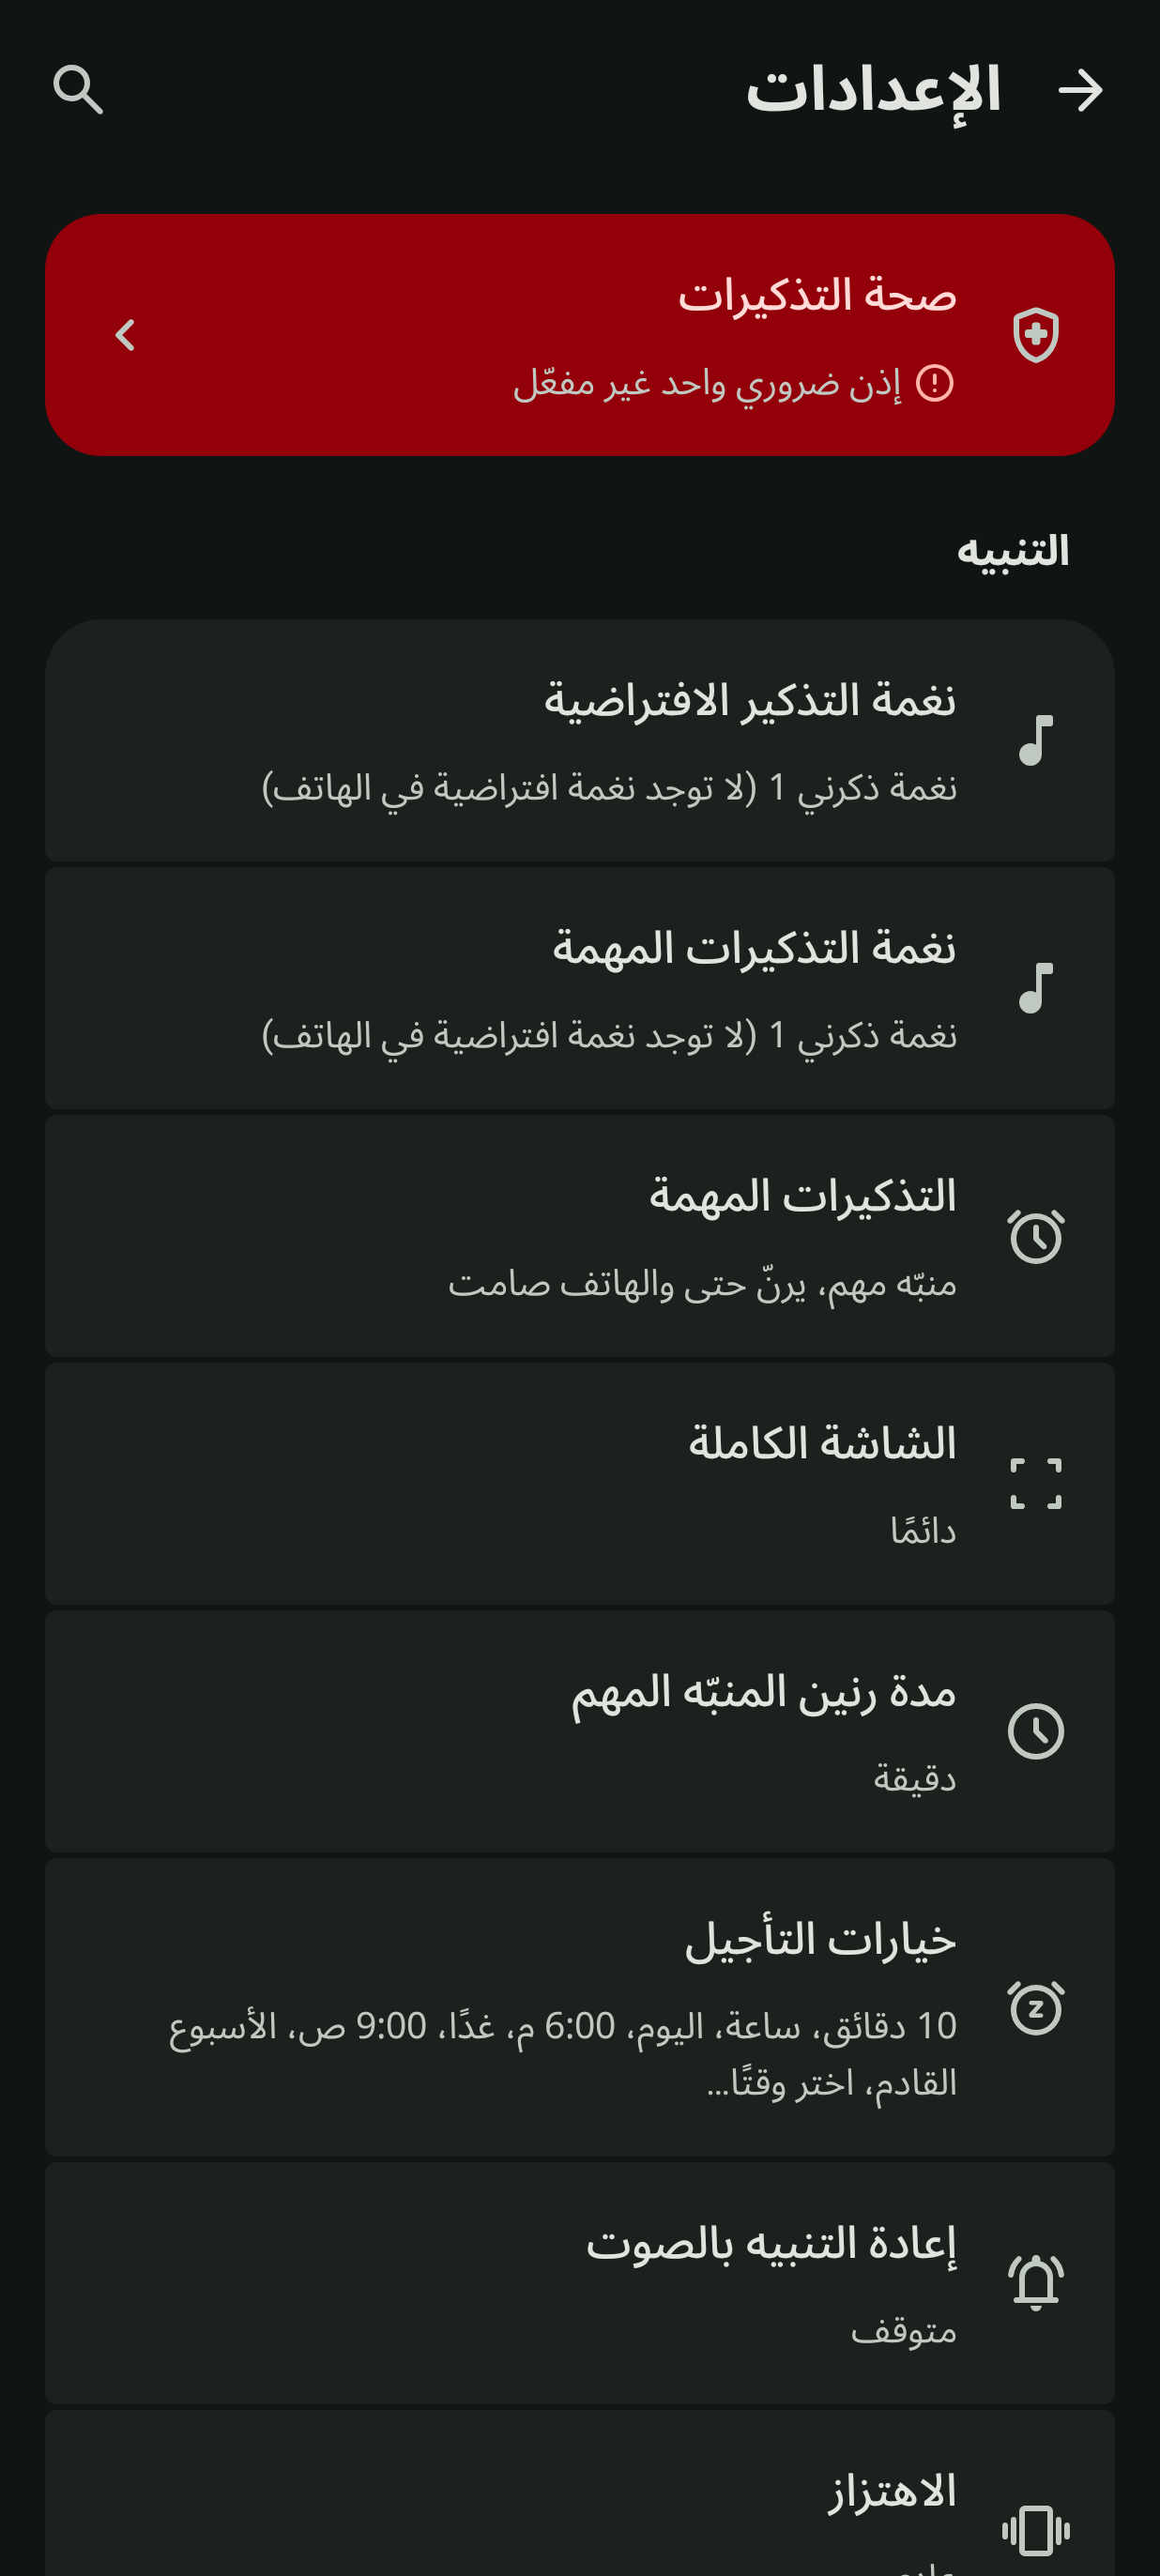 الإعدادات
صحة التذكيرات
إذن ضروري واحد غير مفعّل
التنبيه
نغمة التذكير الافتراضية
نغمة ذكرني 1 (لا توجد نغمة افتراضية في الهاتف)
نغمة التذكيرات المهمة
نغمة ذكرني 1 (لا توجد نغمة افتراضية في الهاتف)
التذكيرات المهمة
منبّه مهم، يرنّ حتى والهاتف صامت
الشاشة الكاملة
دائمًا
مدة رنين المنبّه المهم
دقيقة
خيارات التأجيل
10 دقائق، ساعة، اليوم، 6:00 م، غدًا، 9:00 ص، الأسبوع
القادم، اختر وقتًا...
إعادة التنبيه بالصوت
متوقف
الاهتزاز